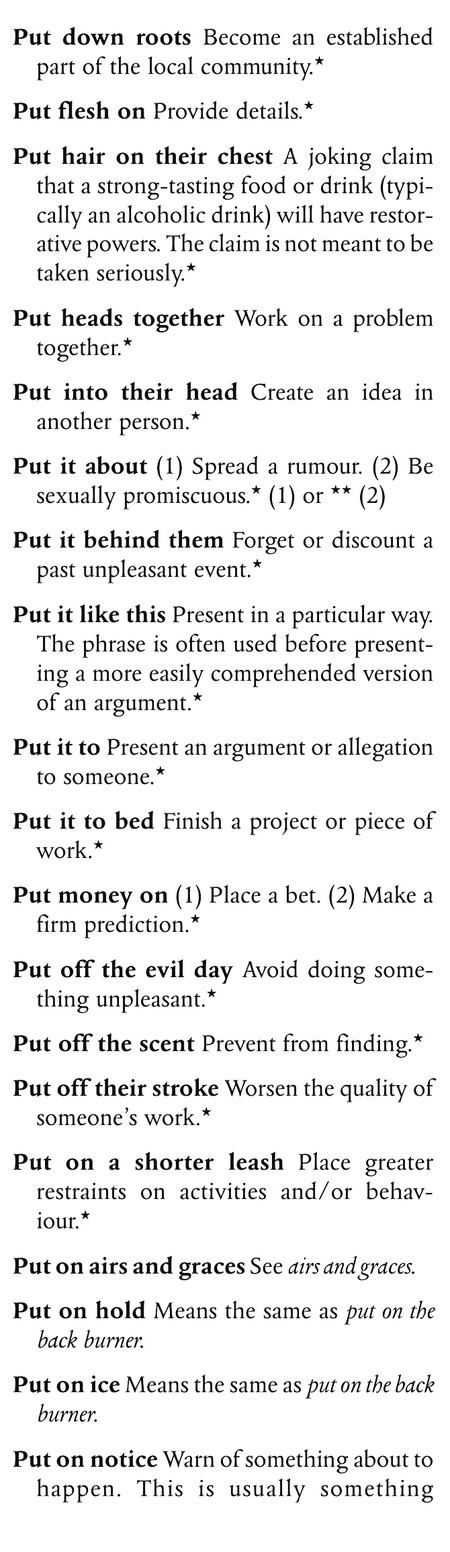 Put down roots Become an established
part of the local community.★
Put flesh on Provide details.★
Put hair on their chest A joking claim
that a strong-tasting food or drink (typi-
cally an alcoholic drink) will have restor-
ative powers. The claim is not meant to be
taken seriously.★
Put heads together Work on a problem
together.★
Put into their head Create an idea in
another person.★
Put it about (1) Spread a rumour. (2) Be
sexually promiscuous.★ (1) or ★★ (2)
Put it behind them Forget or discount a
past unpleasant event.★
Put it like this Present in a particular way.
The phrase is often used before present-
ing a more easily comprehended version
of an argument.★
Put it to Present an argument or allegation
to someone.★
Put it to bed Finish a project or piece of
work.★
Put money on (1) Place a bet. (2) Make a
firm prediction.★
Put off the evil day Avoid doing some-
thing unpleasant.★
Put off the scent Prevent from finding.★
Put off their stroke Worsen the quality of
someone's work.★
Put on a shorter leash Place greater
restraints on activities and/or behav-
iour.★
Put on airs and graces See airs and graces.
Put on hold Means the same as put on the
back burner.
Put on ice Means the same as put on the back
burner.
Put on notice Warn of something about to
happen. This is usually something